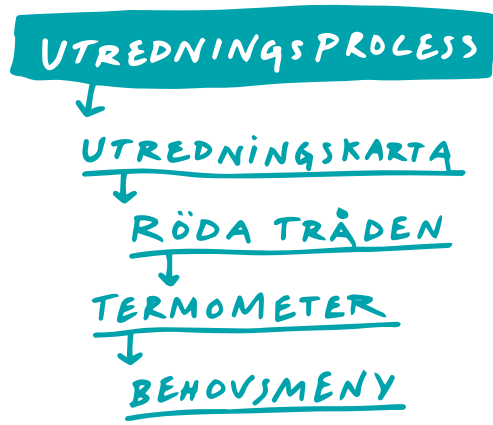 UTREDNINGSPROCESS
UTREDNINGSKARTA
RÖDA TRÅDEN
TERMOMETER
BEHOVSMENY